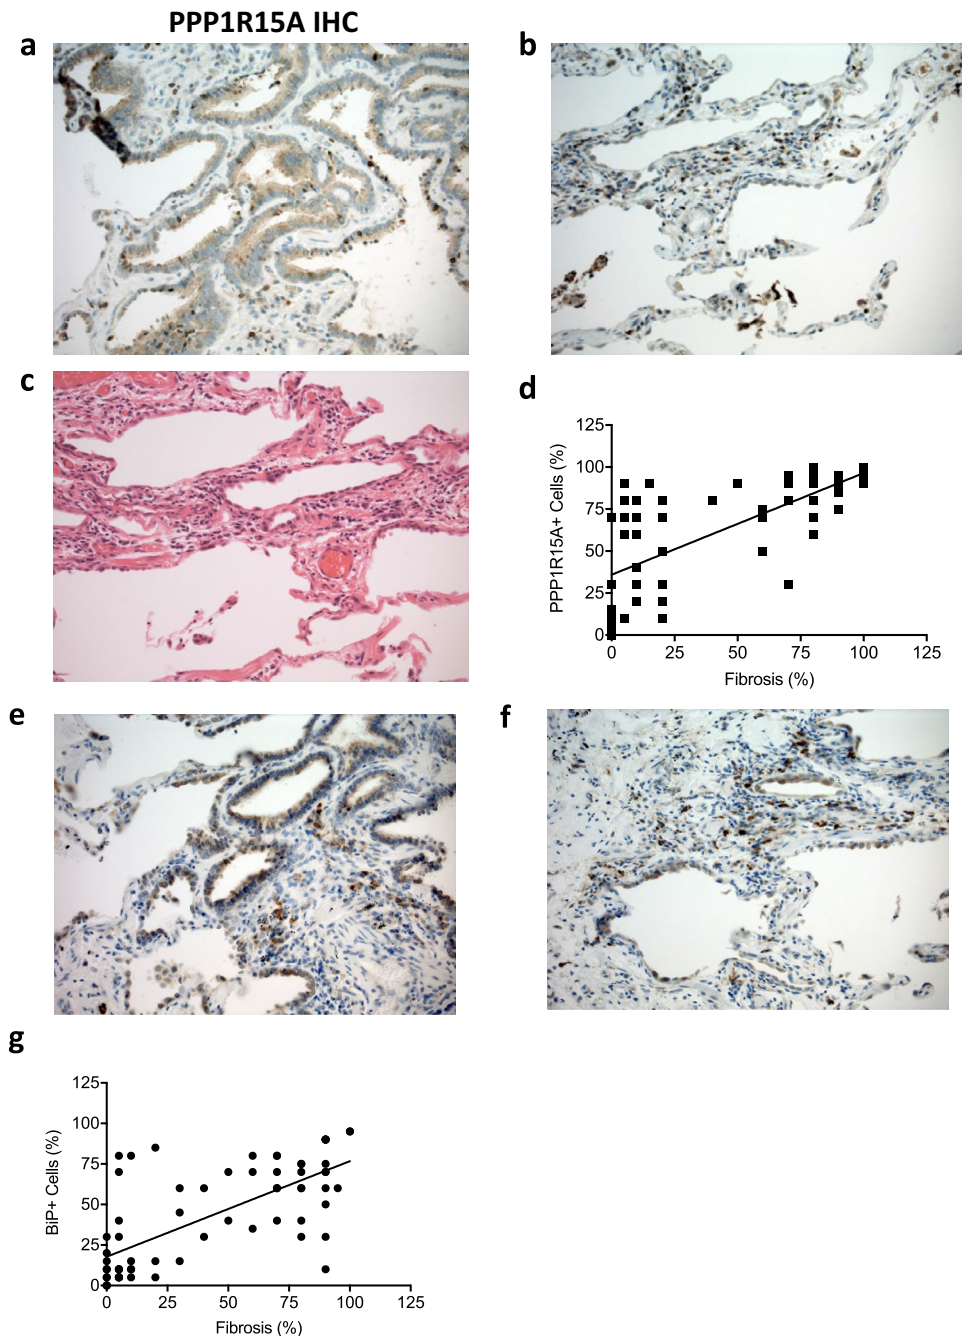 PPP1R15A IHC
a
b
c
d
125
100
75
50
25
0
PPP1R15A+ Cells (%)
0 25 50 75 100 125
Fibrosis (%)
e
f
g
125
100
75
50
25
0
BiP+ Cells (%)
0 25 50 75 100 125
Fibrosis (%)